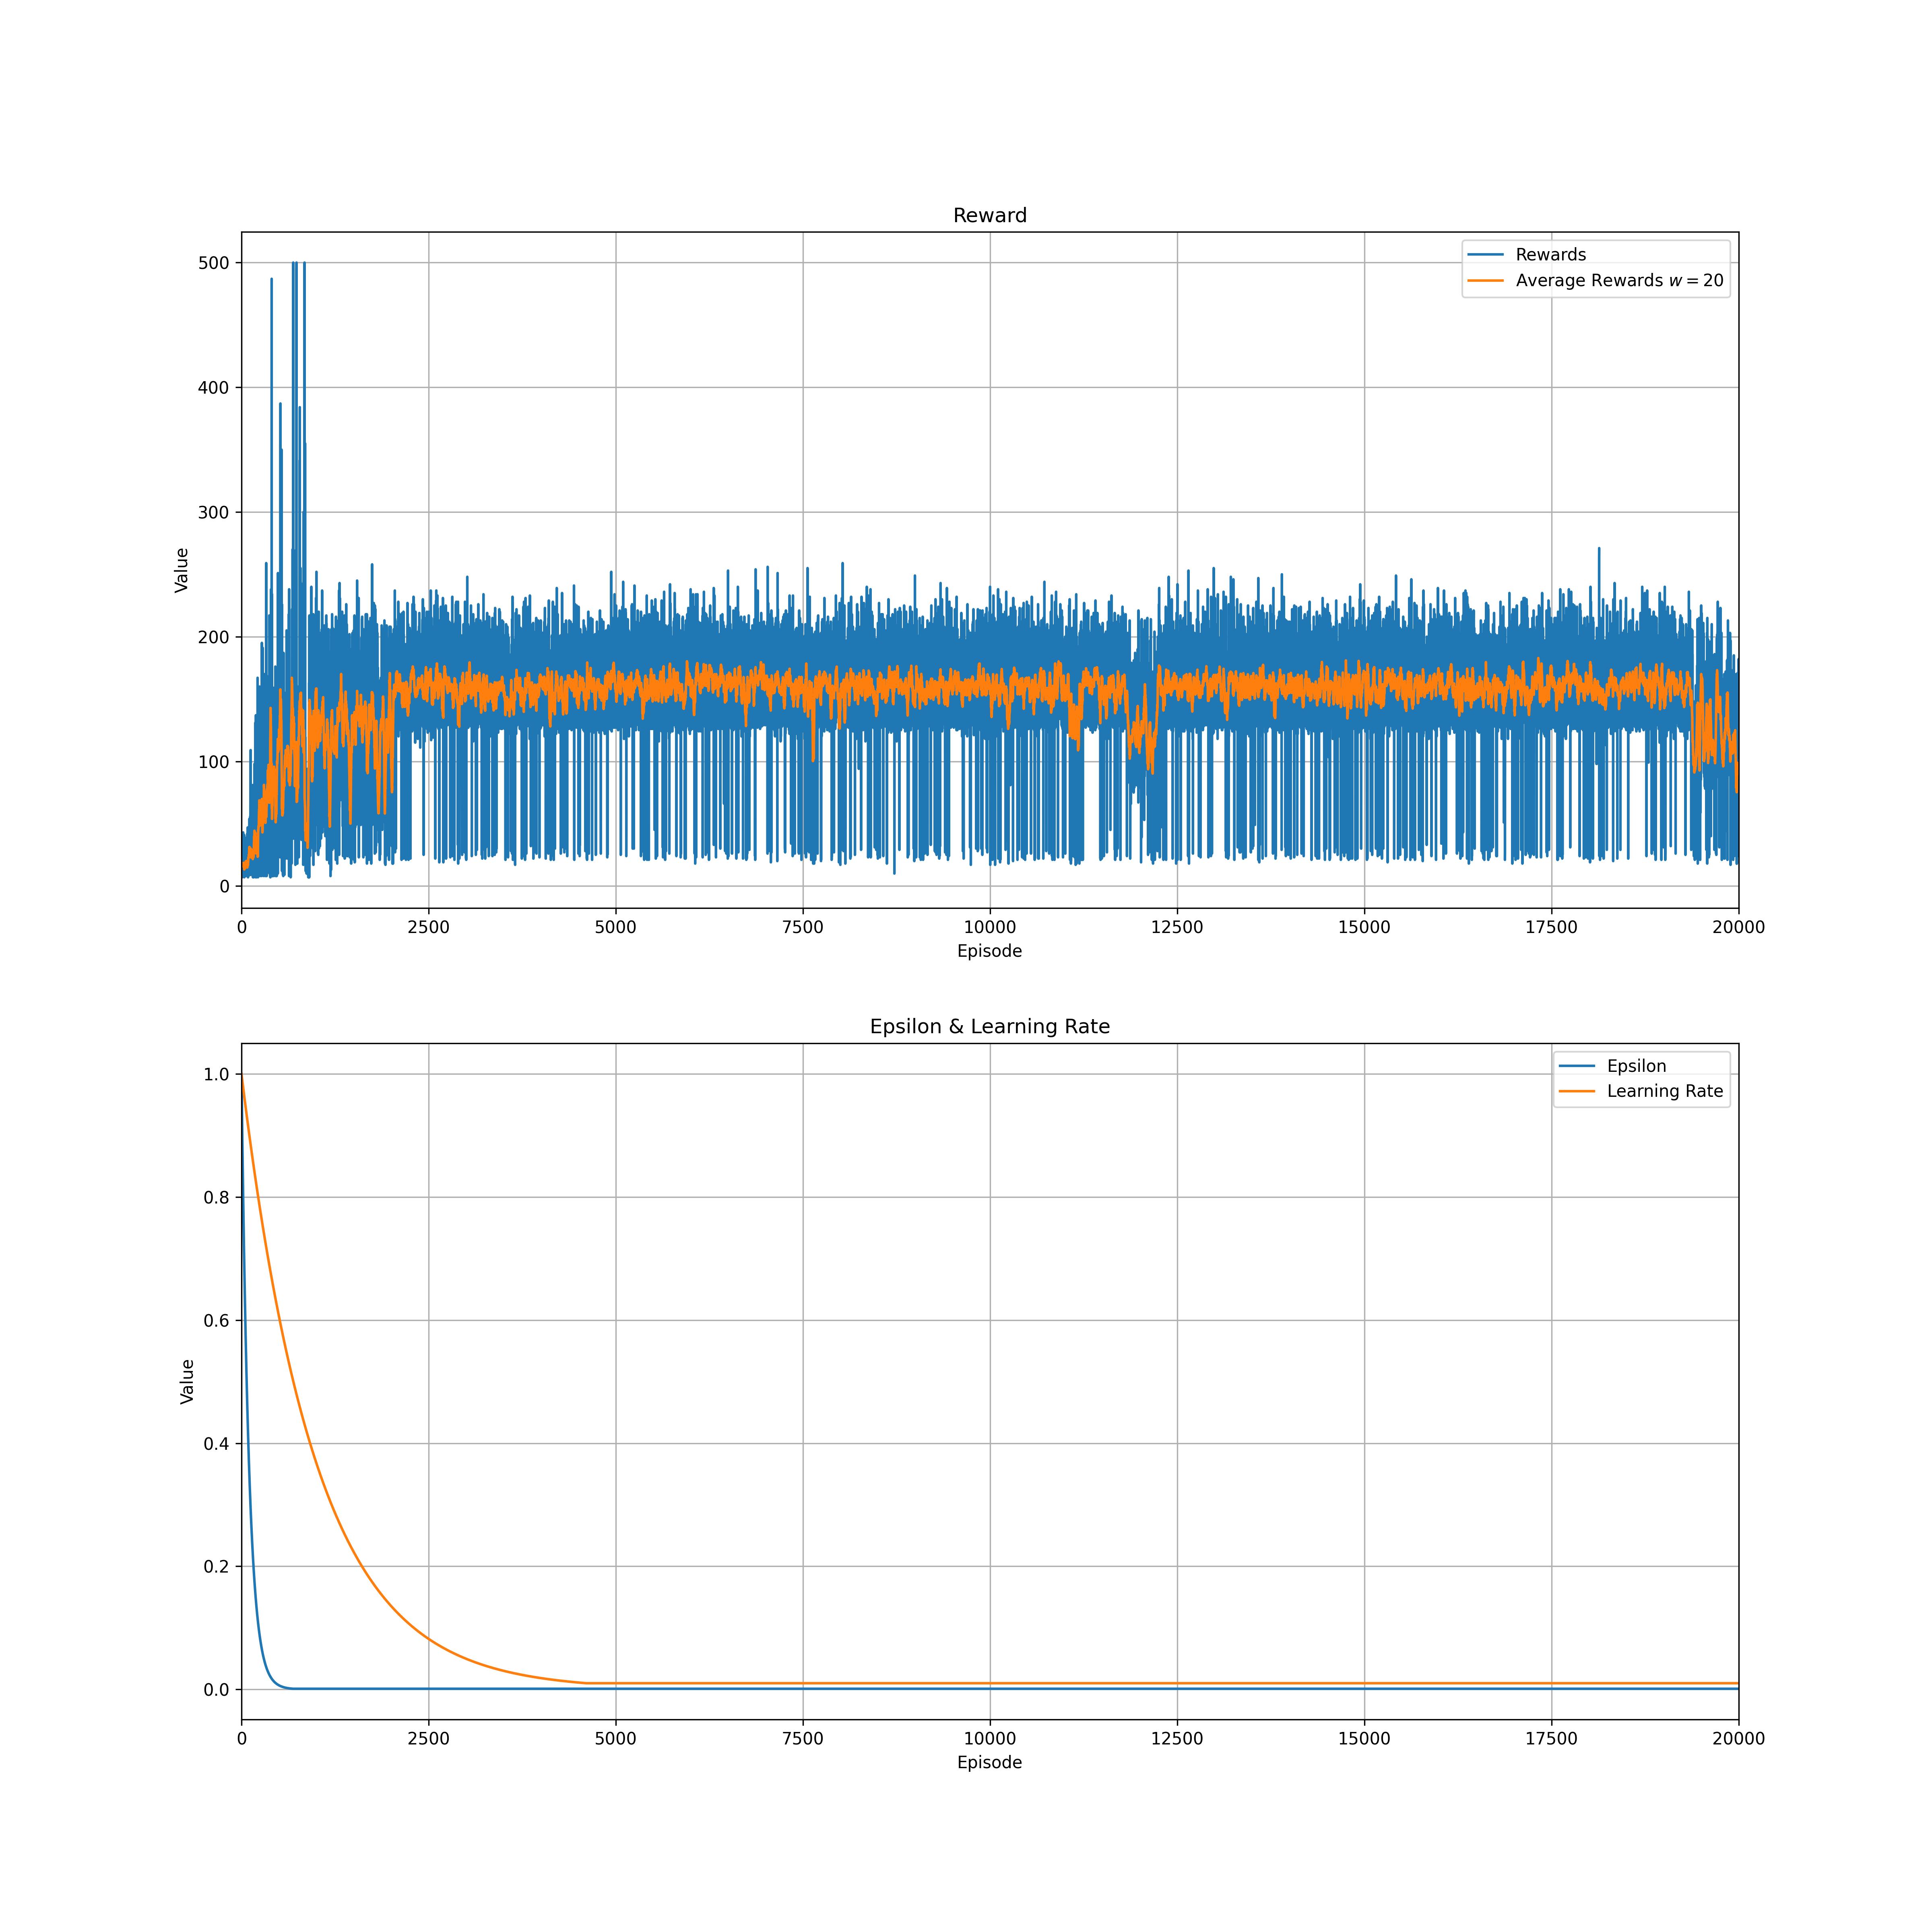 Reward
500
400
300
200
100
0
Value
Rewards
Average Rewards w = 20
0 2500 5000 7500 10000 12500 15000 17500 20000
Episode
Epsilon & Learning Rate
1.0
0.8
0.6
0.4
0.2
0.0
Value
Epsilon
Learning Rate
0 2500 5000 7500 10000 12500 15000 17500 20000
Episode